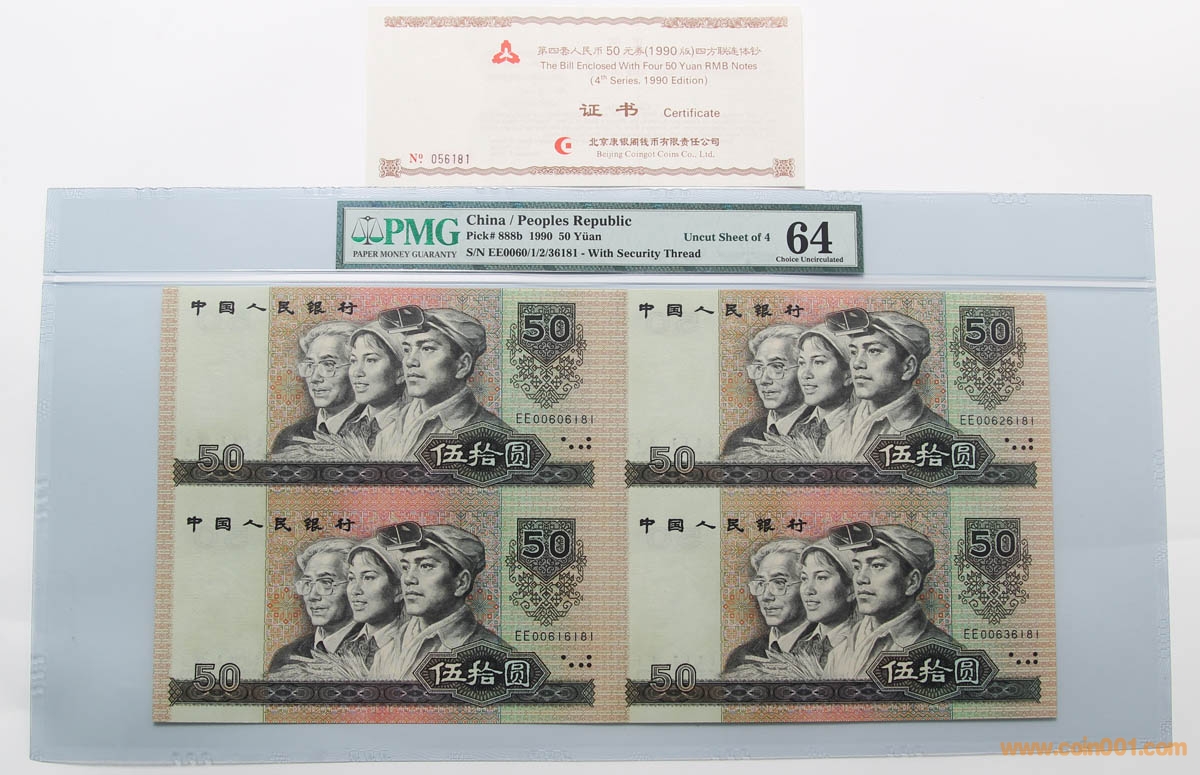 第四套人民币50元券(1990版)四方联连体钞
The Bill Enclosed With Four 50 Yuan RMB Notes
(4th Series, 1990 Edition)
证书 Certificate
北京康银阁钱币有限责任公司
Beijing Coingot Coins Co., Ltd.
No 056181
PMG
PAPER MONEY GUARANTY
China / Peoples Republic
Pick# 888b 1990 50 Yüan
S/N EE0060/1/2/36181 - With Security Thread
Uncut Sheet of 4
64
Choice Uncirculated
中国人民银行
50
EE00606181
50
伍拾圆
中国人民银行
50
EE00626181
50
伍拾圆
中国人民银行
50
EE00616181
50
伍拾圆
中国人民银行
50
EE00636181
50
伍拾圆
www.coin001.com